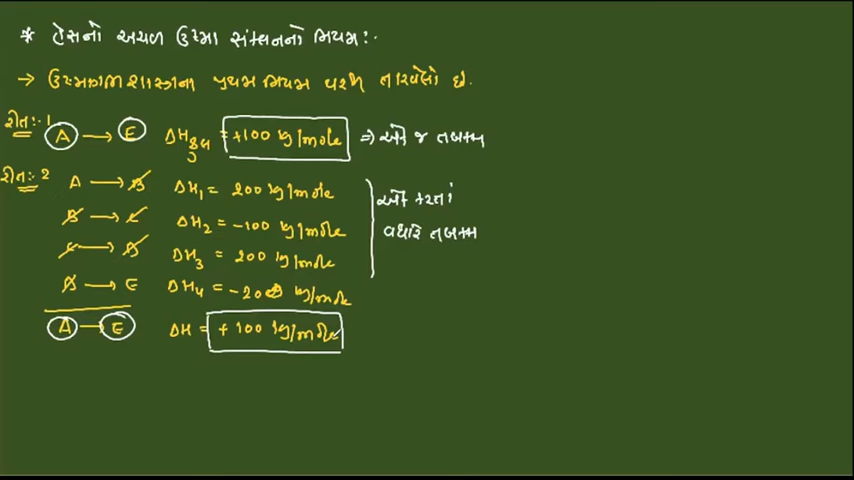 * હેસનો અચળ ઉષ્મા સંકલનનો નિયમ :-
→ ઉષ્માગતિશાસ્ત્રના પ્રથમ નિયમ પરથી તારવેલો છે.
રીત:-1 A → E ΔH કુલ = +100 kJ/mole ⇒ એક જ તબક્કામાં
રીત:-2 A → B ΔH₁ = 200 kJ/mole એક કરતાં
B → C ΔH₂ = -100 kJ/mole વધારે તબક્કા
C → D ΔH₃ = 200 kJ/mole
D → E ΔH₄ = -200 kJ/mole
A → E ΔH = +100 kJ/mole